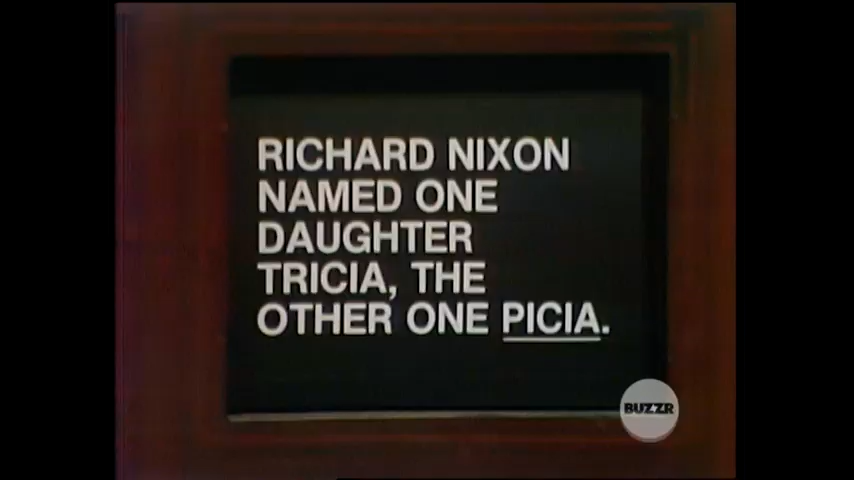 RICHARD NIXON
NAMED ONE
DAUGHTER
TRICIA, THE
OTHER ONE PICIA.
BUZZR